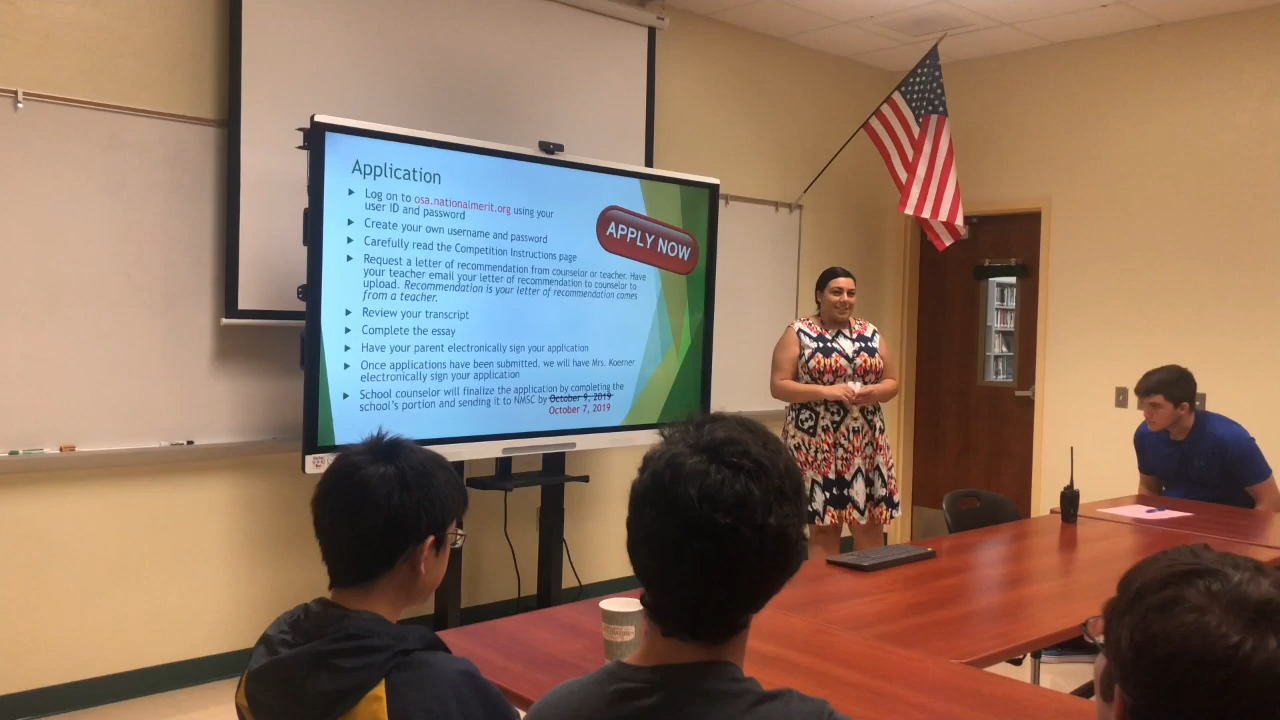 Application
Log on to osa.nationalmerit.org using your
user ID and password
Create your own username and password
Carefully read the Competition Instructions page
Request a letter of recommendation from counselor or teacher. Have
your teacher email your letter of recommendation to counselor to
upload. Recommendation is your letter of recommendation comes
from a teacher.
Review your transcript
Complete the essay
Have your parent electronically sign your application
Once applications have been submitted, we will have Mrs. Koerner
electronically sign your application
School counselor will finalize the application by completing the
school's portion and sending it to NMSC by October 9, 2019
October 7, 2019
APPLY NOW